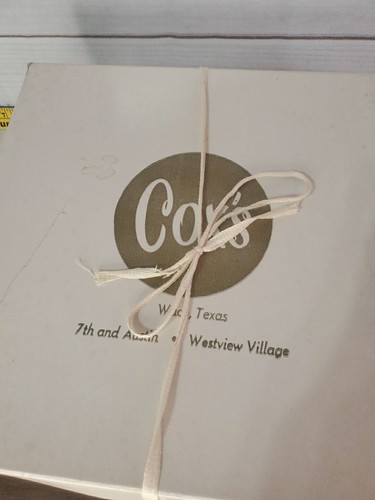 Cox's
Waco, Texas
7th and Austin • Westview Village